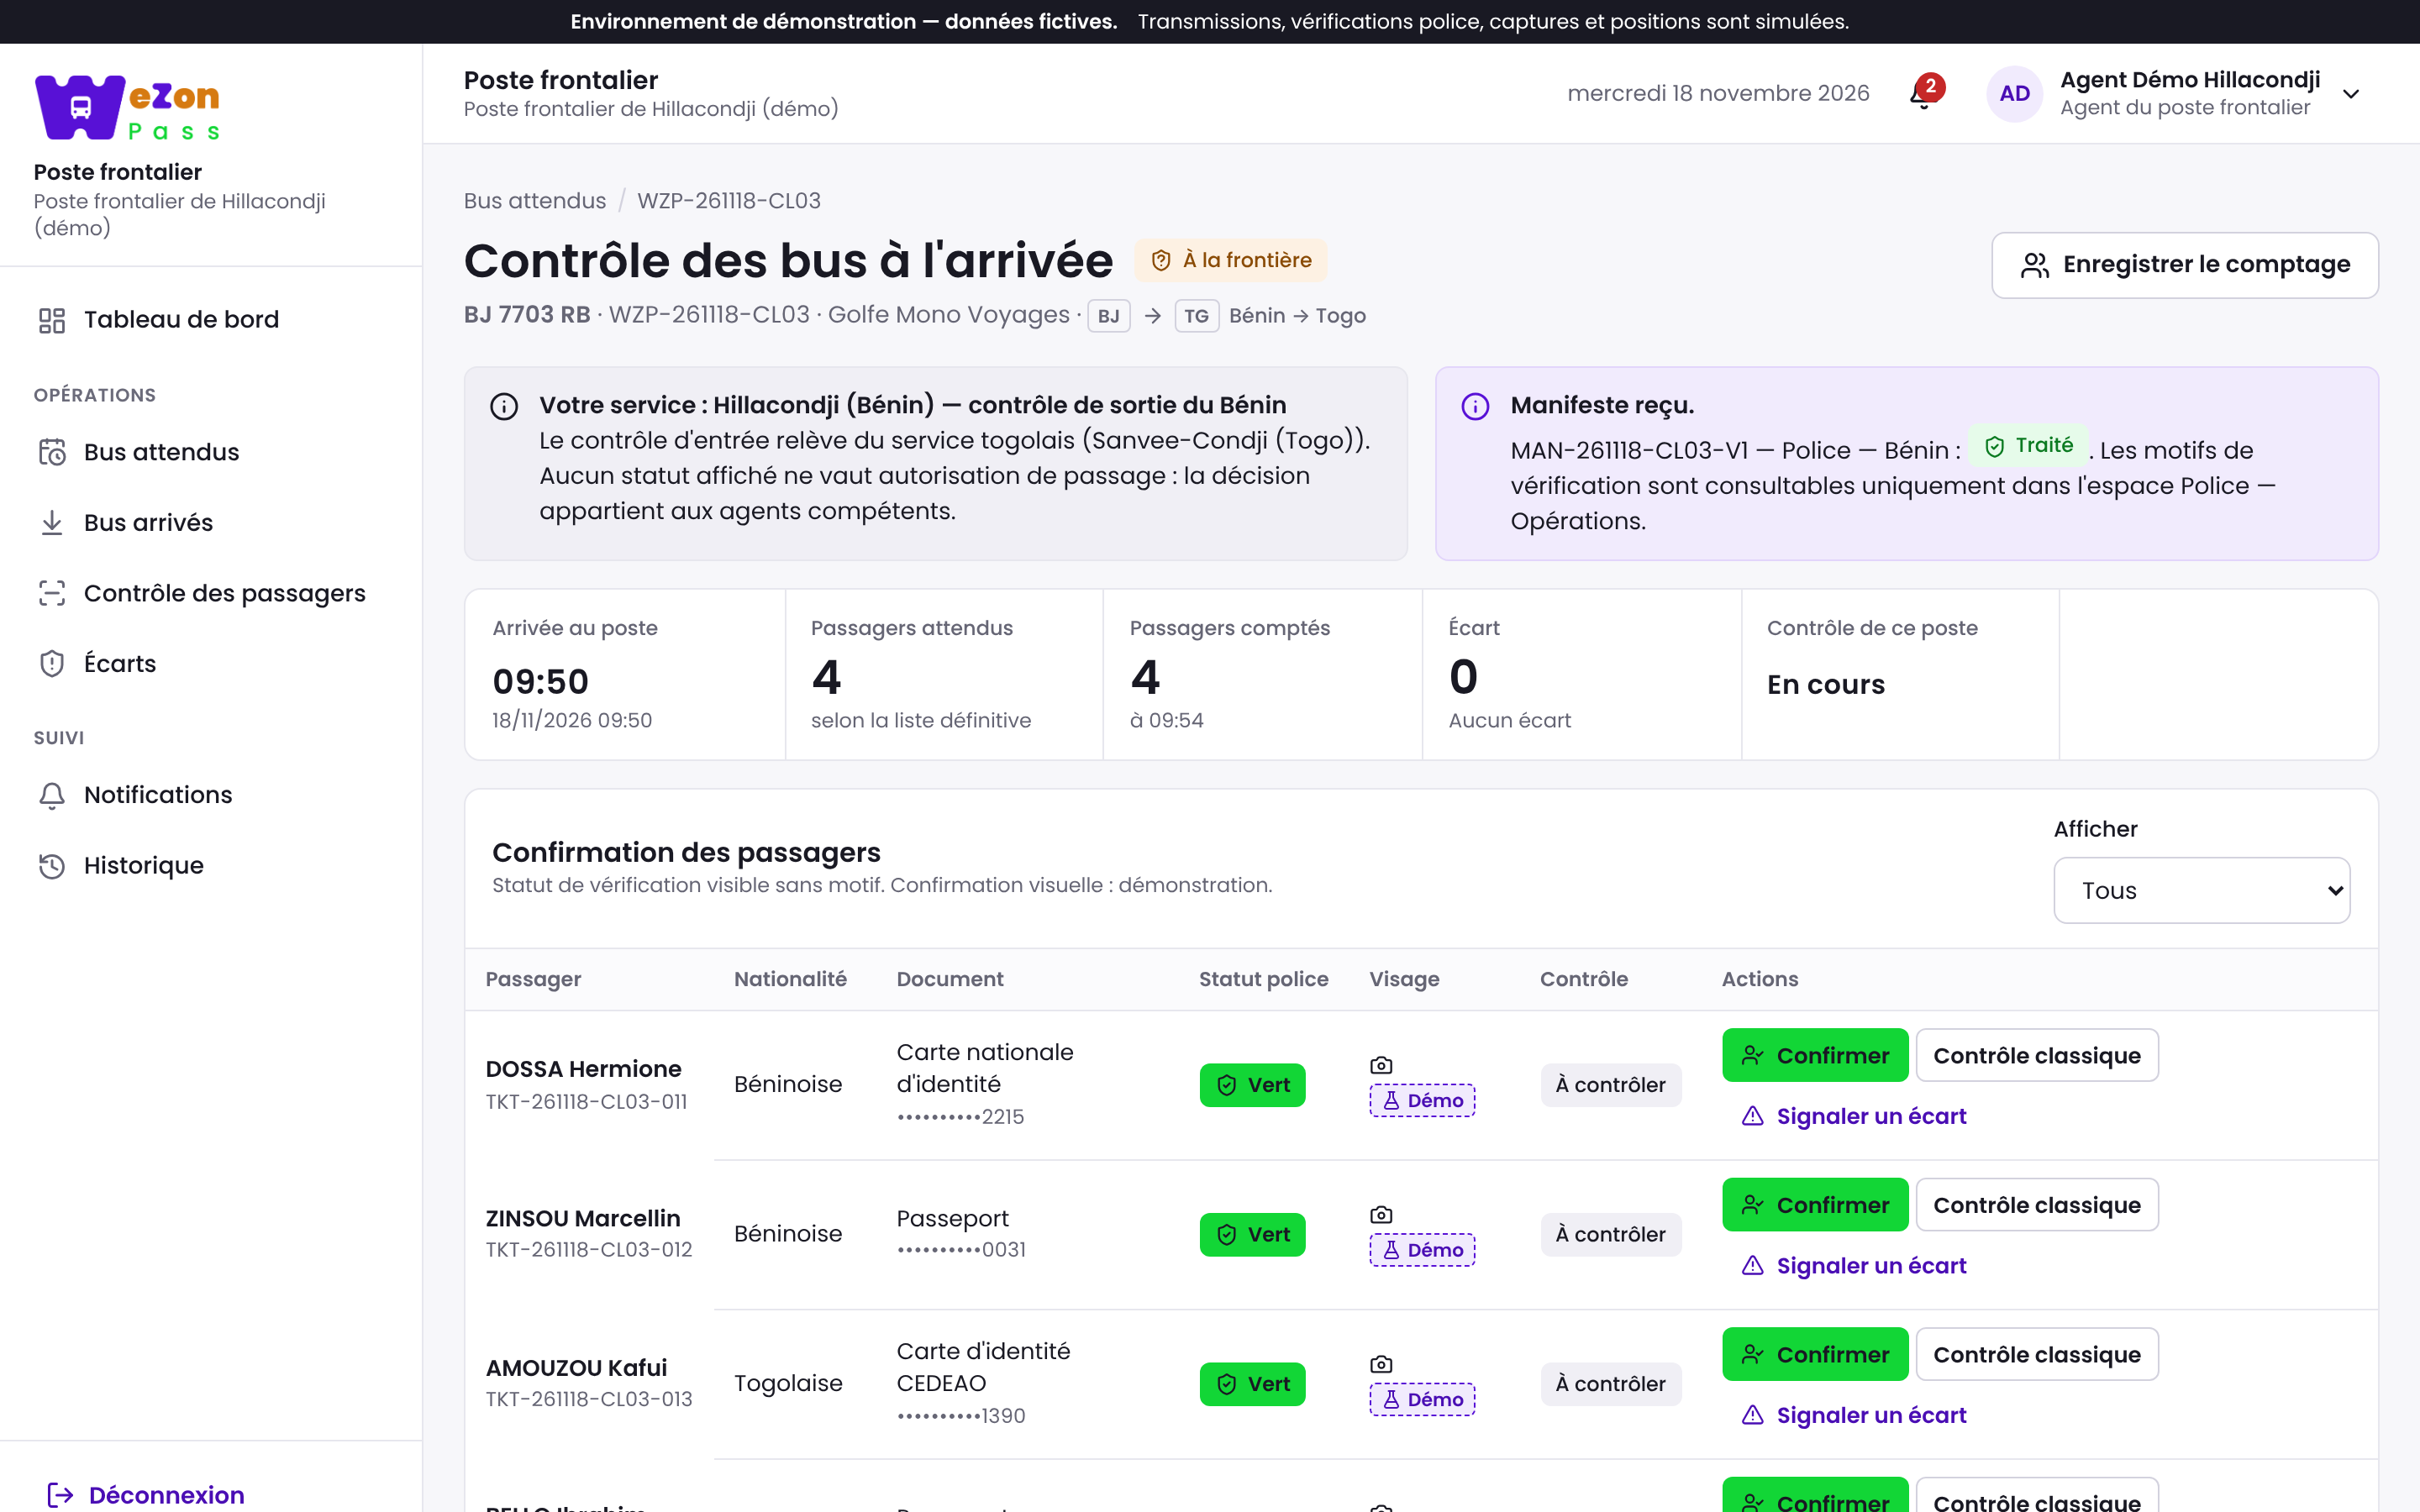 Environnement de démonstration — données fictives. Transmissions, vérifications police, captures et positions sont simulées.
WeZon
Pass
Poste frontalier
Poste frontalier de Hillacondji
(démo)
Tableau de bord
OPÉRATIONS
Bus attendus
Bus arrivés
Contrôle des passagers
Écarts
SUIVI
Notifications
Historique
Déconnexion
Poste frontalier
Poste frontalier de Hillacondji (démo)
mercredi 18 novembre 2026
2
AD
Agent Démo Hillacondji
Agent du poste frontalier
Bus attendus / WZP-261118-CL03
Contrôle des bus à l'arrivée
À la frontière
Enregistrer le comptage
BJ 7703 RB · WZP-261118-CL03 · Golfe Mono Voyages · BJ → TG Bénin → Togo
Votre service : Hillacondji (Bénin) — contrôle de sortie du Bénin
Le contrôle d'entrée relève du service togolais (Sanvee-Condji (Togo)).
Aucun statut affiché ne vaut autorisation de passage : la décision
appartient aux agents compétents.
Manifeste reçu.
MAN-261118-CL03-V1 — Police — Bénin : Traité . Les motifs de
vérification sont consultables uniquement dans l'espace Police —
Opérations.
Arrivée au poste
09:50
18/11/2026 09:50
Passagers attendus
4
selon la liste définitive
Passagers comptés
4
à 09:54
Écart
0
Aucun écart
Contrôle de ce poste
En cours
Confirmation des passagers
Statut de vérification visible sans motif. Confirmation visuelle : démonstration.
Afficher
Tous
Passager Nationalité Document Statut police Visage Contrôle Actions
DOSSA Hermione
TKT-261118-CL03-011
Béninoise
Carte nationale
d'identité
••••••••••2215
Vert
Démo
À contrôler
Confirmer
Contrôle classique
Signaler un écart
ZINSOU Marcellin
TKT-261118-CL03-012
Béninoise
Passeport
••••••••••0031
Vert
Démo
À contrôler
Confirmer
Contrôle classique
Signaler un écart
AMOUZOU Kafui
TKT-261118-CL03-013
Togolaise
Carte d'identité
CEDEAO
••••••••••1390
Vert
Démo
À contrôler
Confirmer
Contrôle classique
Signaler un écart
Confirmer
Contrôle classique